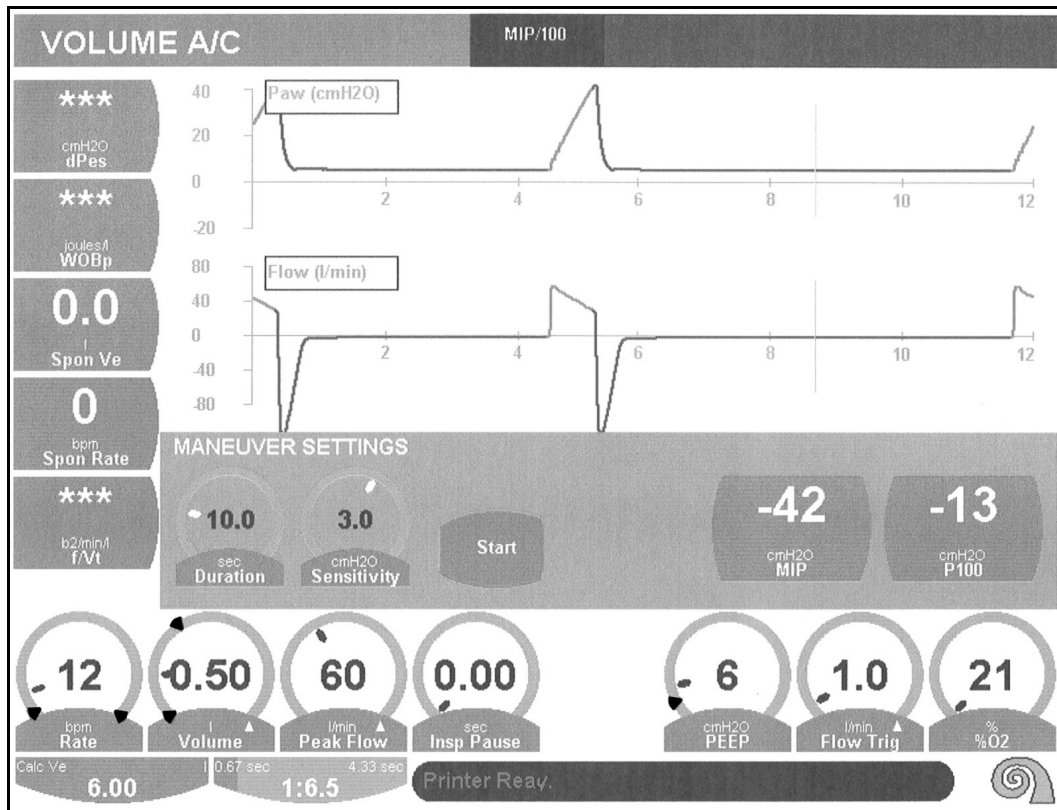 VOLUME A/C
MIP/100
***
cmH2O
dPes
***
joules/l
WOBp
0.0
l
Spon Ve
0
bpm
Spon Rate
***
b2/min/l
f/Vt
Paw (cmH2O)
40
20
0
-20
2 4 6 8 10 12
Flow (l/min)
80
40
0
-40
-80
2 4 6 8 10 12
MANEUVER SETTINGS
10.0
sec
Duration
3.0
cmH2O
Sensitivity
Start
-42
cmH2O
MIP
-13
cmH2O
P100
12
bpm
Rate
0.50
l
Volume
60
l/min
Peak Flow
0.00
sec
Insp Pause
6
cmH2O
PEEP
1.0
l/min
Flow Trig
21
%
%O2
Calc Ve l
6.00
0.67 sec 4.33 sec
1:6.5
Printer Reay.